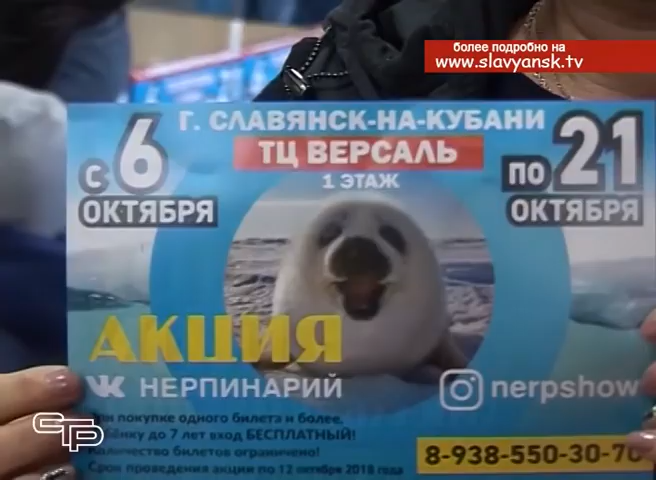 более подробно на
www.slavyansk.tv
Г. СЛАВЯНСК-НА-КУБАНИ
ТЦ ВЕРСАЛЬ
1 ЭТАЖ
С 6
ОКТЯБРЯ
ПО 21
ОКТЯБРЯ
АКЦИЯ
НЕРПИНАРИЙ
nerpshow
покупке одного билета и более,
до 7 лет вход БЕСПЛАТНЫЙ!
Количество билетов ограничено!
Срок проведения акции по 12 октября 2018 года
8-938-550-30-70
СТР